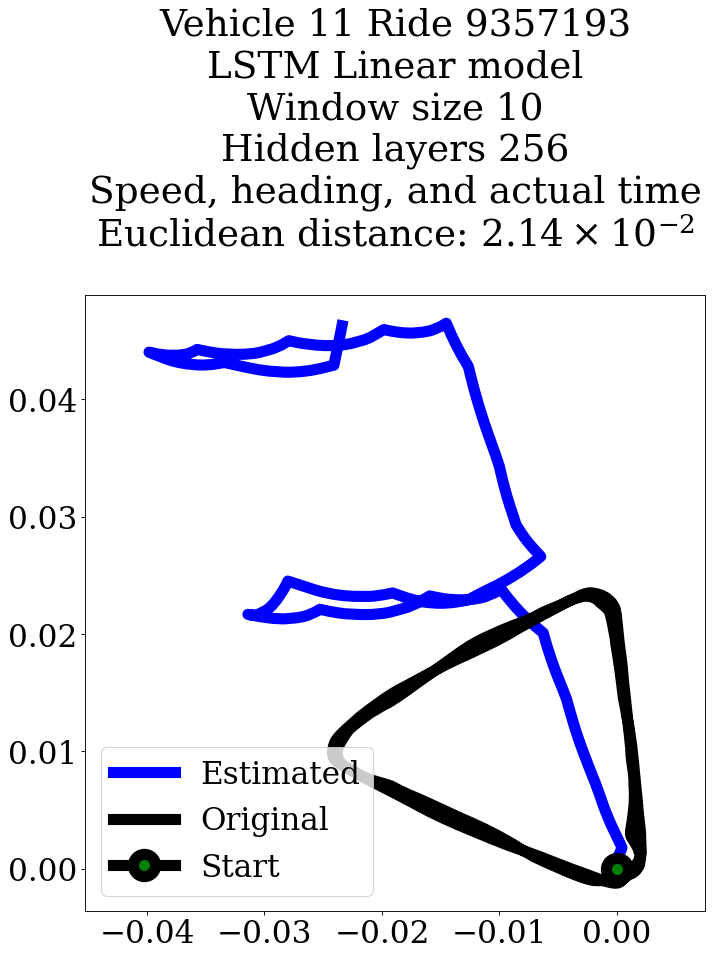 Vehicle 11 Ride 9357193
LSTM Linear model
Window size 10
Hidden layers 256
Speed, heading, and actual time
Euclidean distance: 2.14 × 10⁻²
0.04
0.03
0.02
0.01
0.00
Estimated
Original
Start
−0.04 −0.03 −0.02 −0.01 0.00